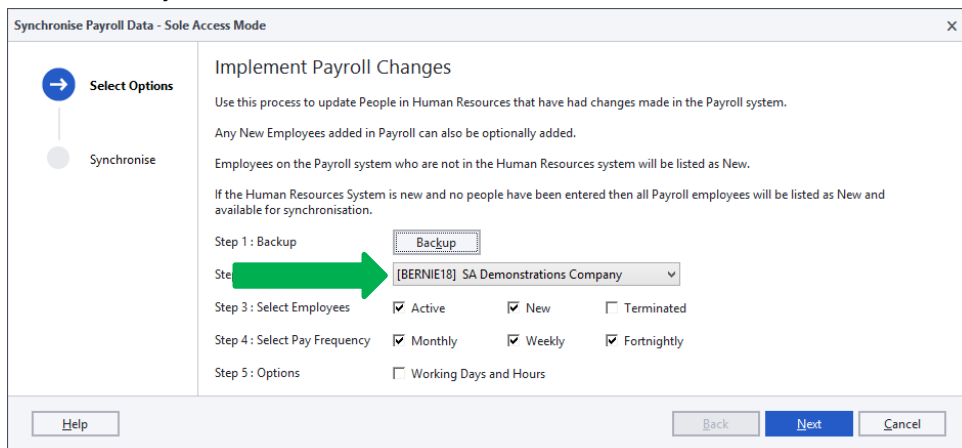 Synchronise Payroll Data - Sole Access Mode
X
Select Options
Synchronise
Implement Payroll Changes
Use this process to update People in Human Resources that have had changes made in the Payroll system.
Any New Employees added in Payroll can also be optionally added.
Employees on the Payroll system who are not in the Human Resources system will be listed as New.
If the Human Resources System is new and no people have been entered then all Payroll employees will be listed as New and
available for synchronisation.
Step 1 : Backup Backup
[BERNIE18] SA Demonstrations Company
Step 3 : Select Employees Active New Terminated
Step 4 : Select Pay Frequency Monthly Weekly Fortnightly
Step 5 : Options Working Days and Hours
Help Back Next Cancel